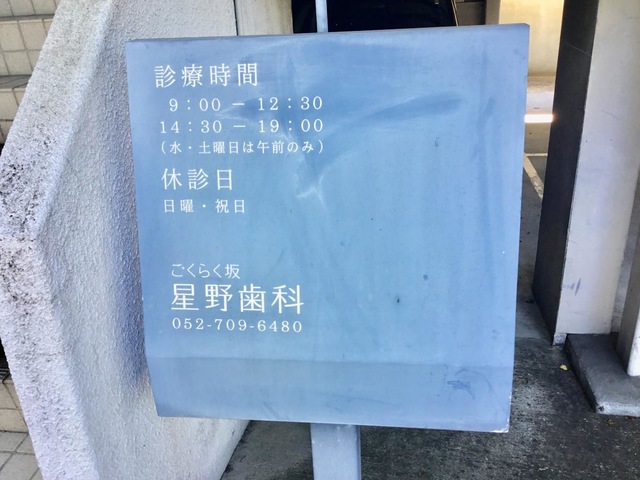 診療時間
9：00 － 12：30
14：30 － 19：00
（水・土曜日は午前のみ）
休診日
日曜・祝日
ごくらく坂
星野歯科
052-709-6480